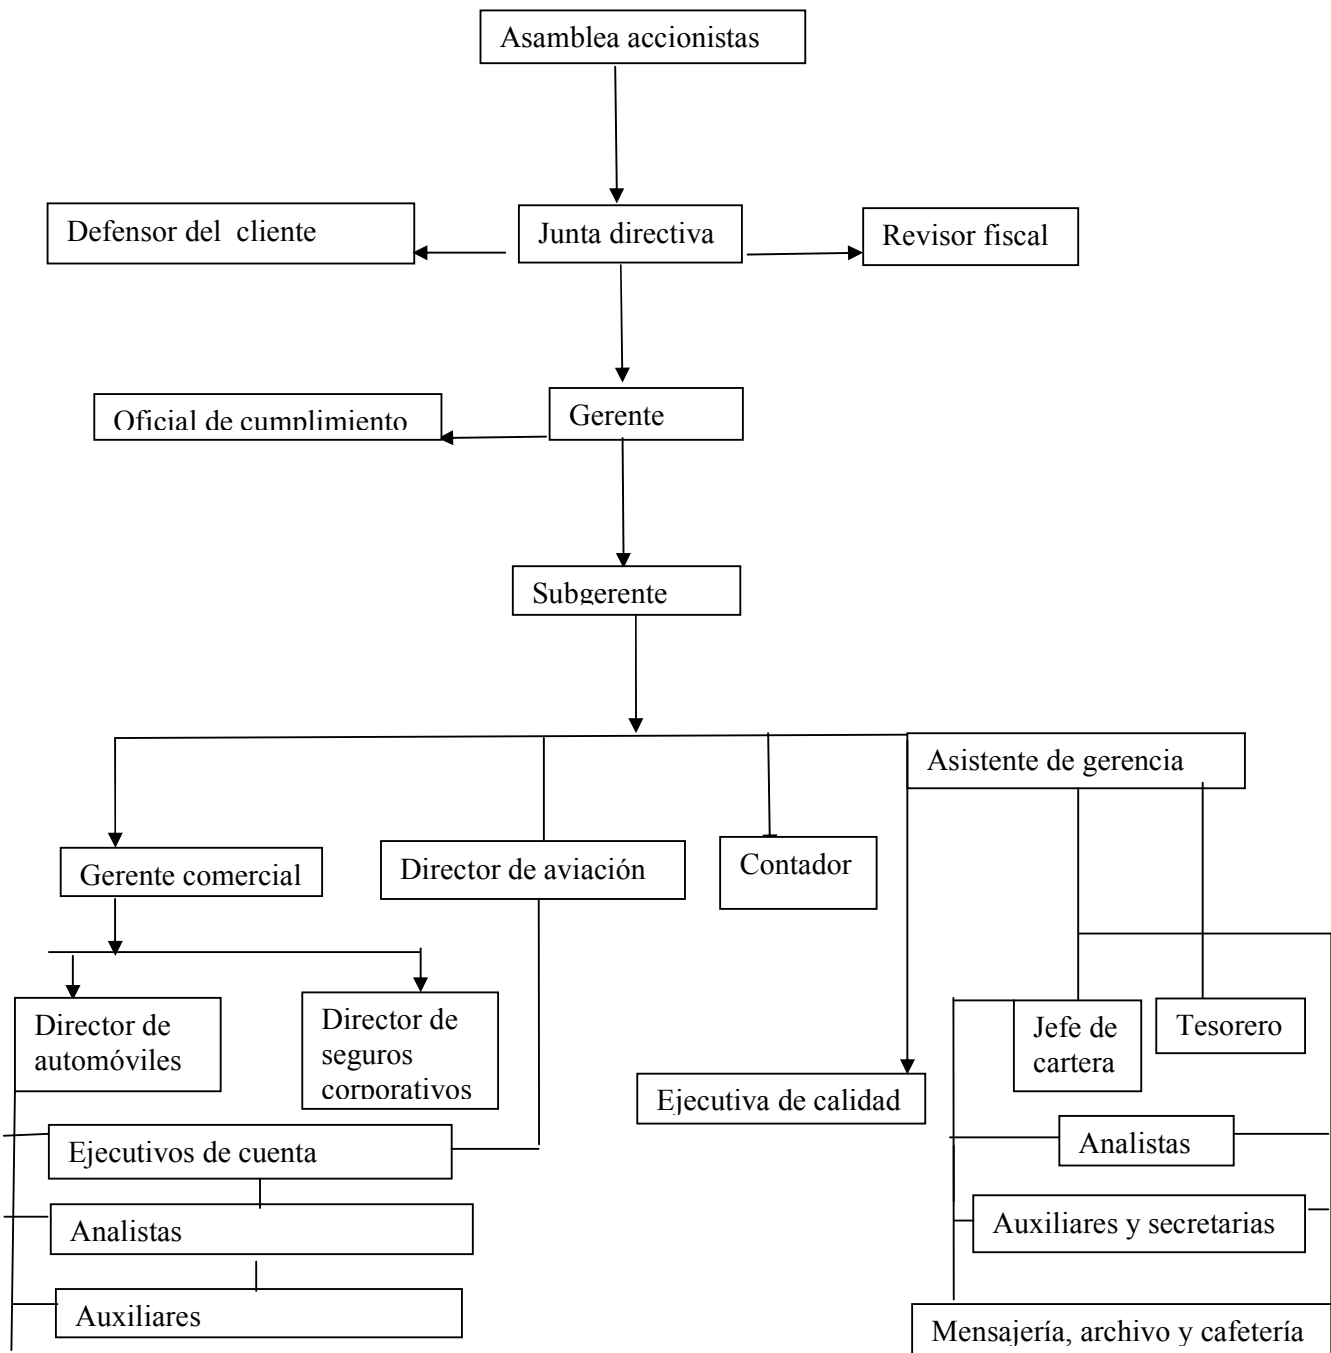 Asamblea accionistas
Defensor del cliente
Junta directiva
Revisor fiscal
Oficial de cumplimiento
Gerente
Subgerente
Asistente de gerencia
Gerente comercial
Director de aviación
Contador
Director de
automóviles
Director de
seguros
corporativos
Jefe de
cartera
Tesorero
Ejecutiva de calidad
Ejecutivos de cuenta
Analistas
Analistas
Auxiliares y secretarias
Auxiliares
Mensajería, archivo y cafetería